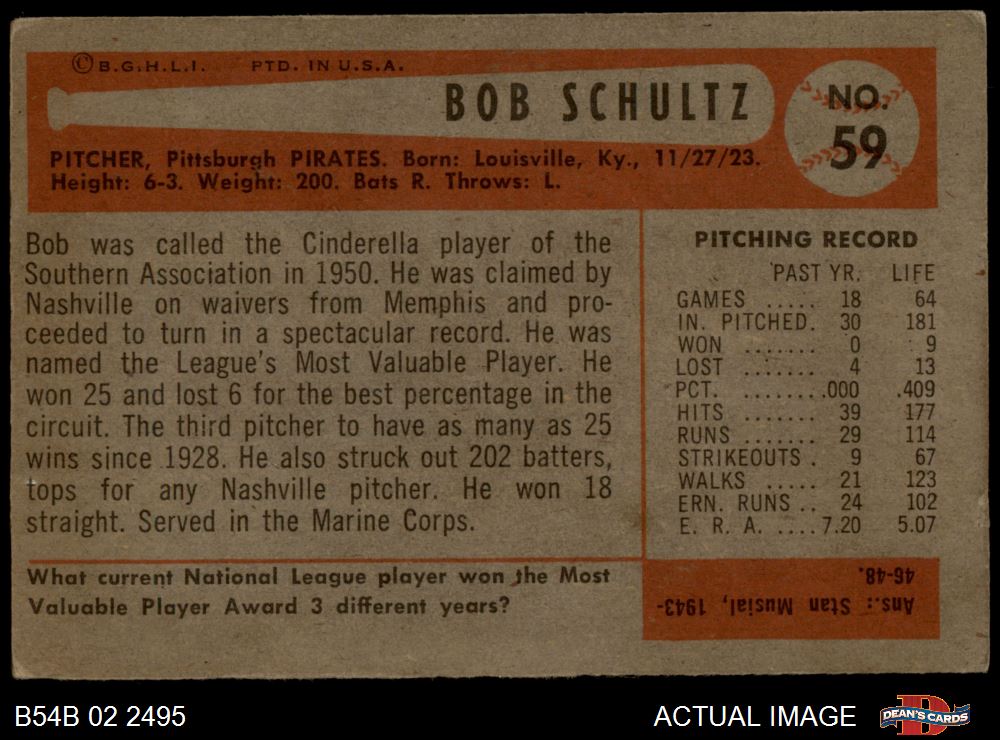 © B.G.H.L.I. PTD. IN U.S.A.
BOB SCHULTZ
NO.
59
PITCHER, Pittsburgh PIRATES. Born: Louisville, Ky., 11/27/23.
Height: 6-3. Weight: 200. Bats R. Throws: L.
Bob was called the Cinderella player of the
Southern Association in 1950. He was claimed by
Nashville on waivers from Memphis and pro-
ceeded to turn in a spectacular record. He was
named the League's Most Valuable Player. He
won 25 and lost 6 for the best percentage in the
circuit. The third pitcher to have as many as 25
wins since 1928. He also struck out 202 batters,
tops for any Nashville pitcher. He won 18
straight. Served in the Marine Corps.
PITCHING RECORD
PAST YR. LIFE
GAMES ..... 18 64
IN. PITCHED. 30 181
WON ....... 0 9
LOST ....... 4 13
PCT. ........000 .409
HITS ....... 39 177
RUNS ....... 29 114
STRIKEOUTS . 9 67
WALKS ..... 21 123
ERN. RUNS .. 24 102
E. R. A. ....7.20 5.07
What current National League player won the Most
Valuable Player Award 3 different years?
Ans.: Stan Musial, 1943-
46-48.
B54B 02 2495
ACTUAL IMAGE
D
DEAN'S CARDS